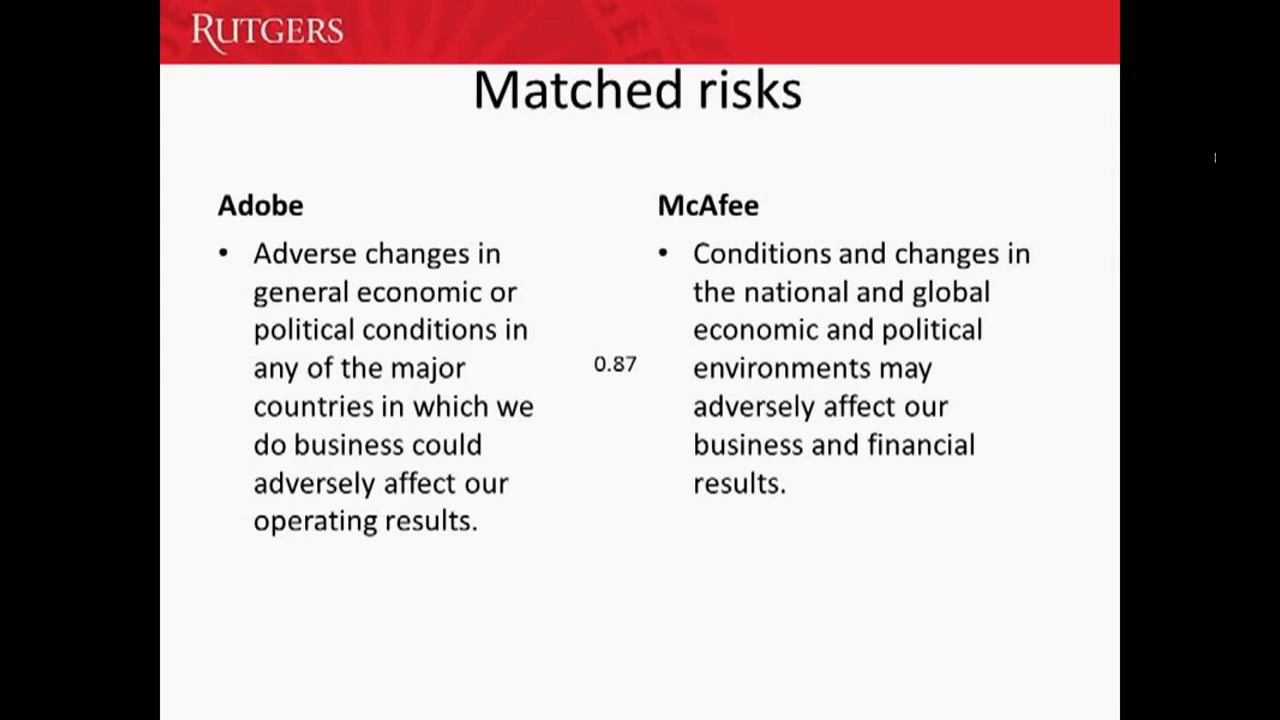 RUTGERS
Matched risks
Adobe
• Adverse changes in
general economic or
political conditions in
any of the major
countries in which we
do business could
adversely affect our
operating results.
0.87
McAfee
• Conditions and changes in
the national and global
economic and political
environments may
adversely affect our
business and financial
results.